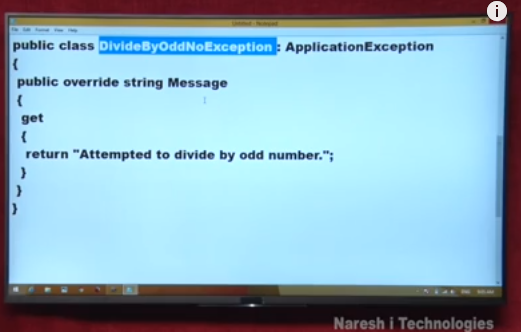 Untitled - Notepad
File Edit Format View Help
public class DivideByOddNoException : ApplicationException
{
public override string Message
{
get
{
return "Attempted to divide by odd number.";
}
}
}
Naresh i Technologies
i